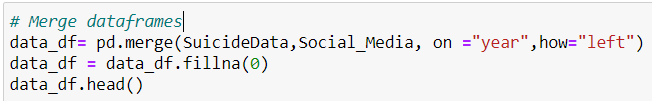 # Merge dataframes
data_df= pd.merge(SuicideData,Social_Media, on ="year",how="left")
data_df = data_df.fillna(0)
data_df.head()